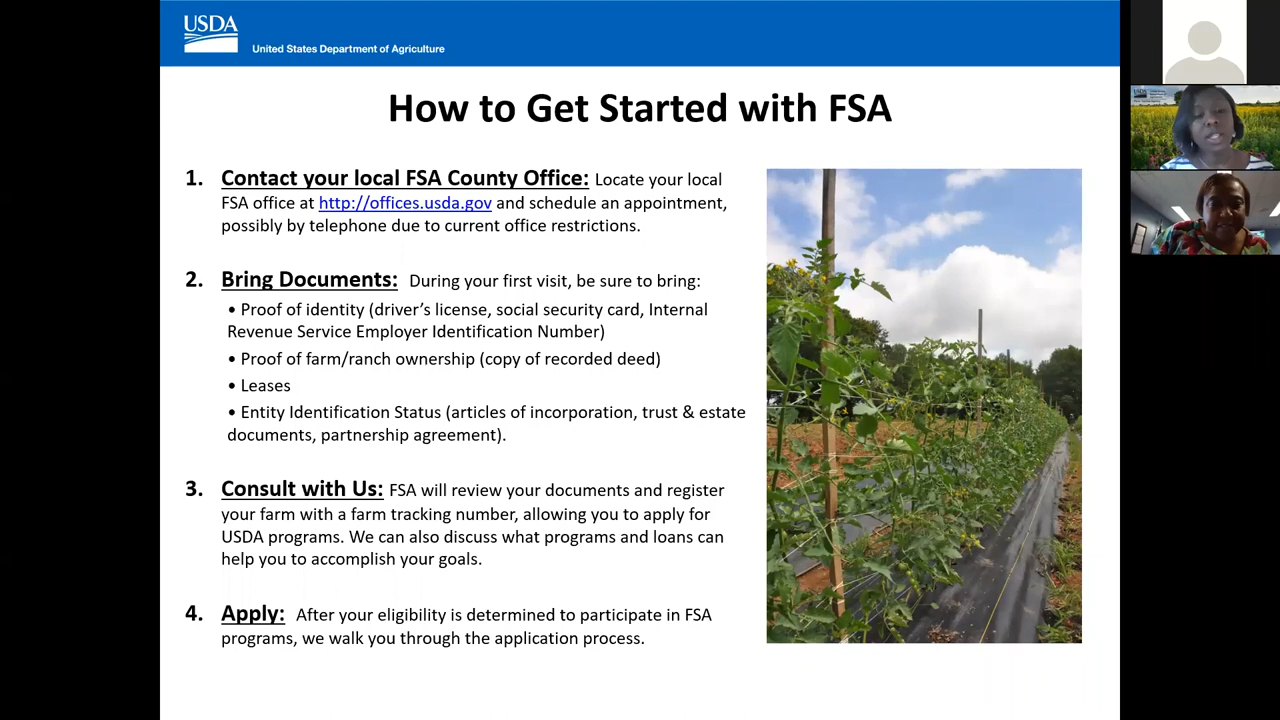 USDA
United States Department of Agriculture
How to Get Started with FSA
1. Contact your local FSA County Office: Locate your local
FSA office at http://offices.usda.gov and schedule an appointment,
possibly by telephone due to current office restrictions.
2. Bring Documents: During your first visit, be sure to bring:
• Proof of identity (driver’s license, social security card, Internal
Revenue Service Employer Identification Number)
• Proof of farm/ranch ownership (copy of recorded deed)
• Leases
• Entity Identification Status (articles of incorporation, trust & estate
documents, partnership agreement).
3. Consult with Us: FSA will review your documents and register
your farm with a farm tracking number, allowing you to apply for
USDA programs. We can also discuss what programs and loans can
help you to accomplish your goals.
4. Apply: After your eligibility is determined to participate in FSA
programs, we walk you through the application process.
USDA